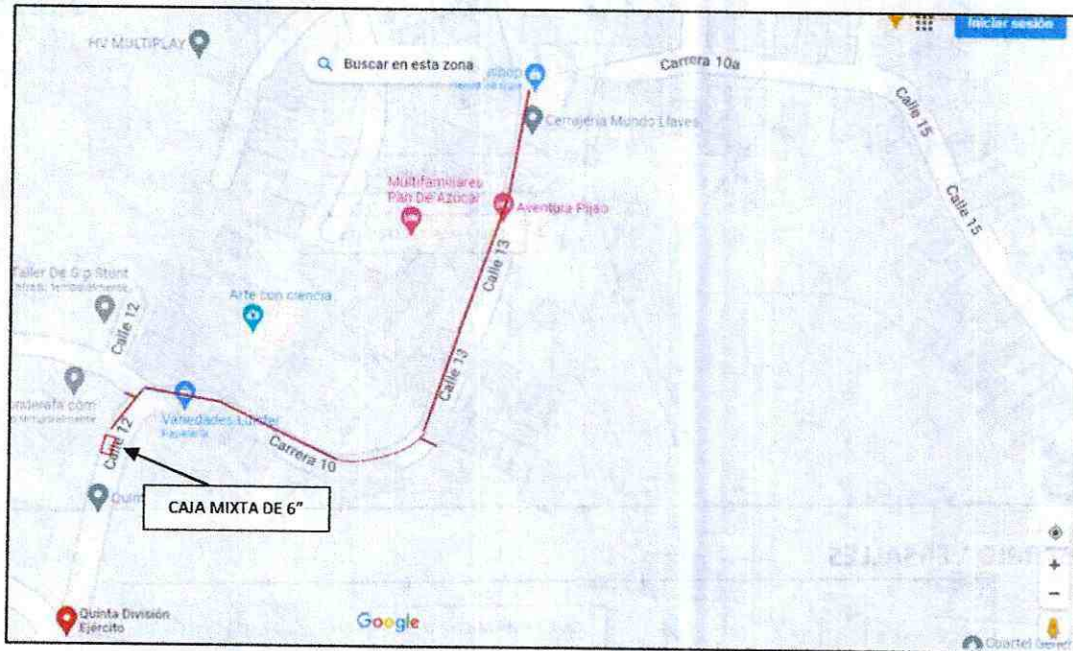 Iniciar sesión
HV MULTIPLAY
Buscar en esta zona
Carrera 10a
Cerrajería Mundo Llaves
Calle 15
Multifamiliares
Pan De Azúcar
Aventura Pijao
Calle 15
Calle 13
Taller De
Stunt
Arte con ciencia
Calle 12
Calle 13
Variedades
Papelería
Calle 12
Carrera 10
CAJA MIXTA DE 6"
Quinta División
Ejército
Google
Cuartel